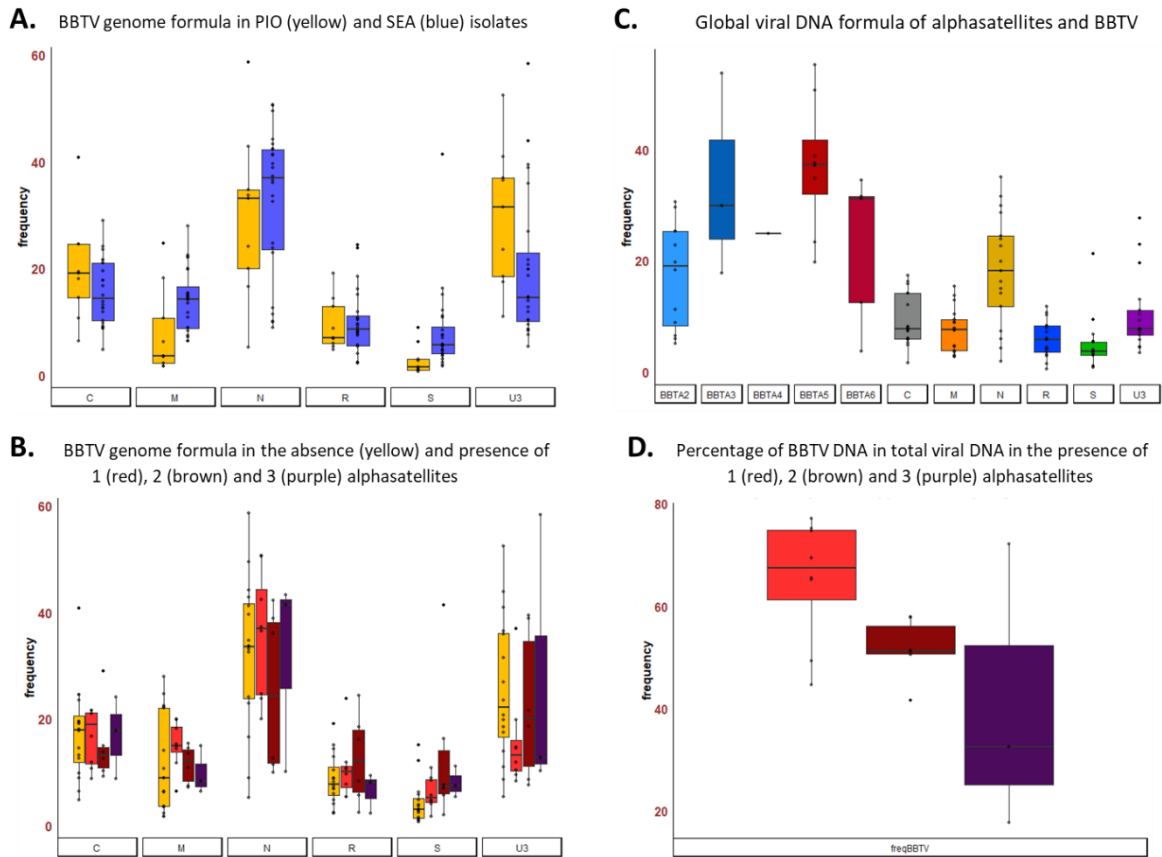 A. BBTV genome formula in PIO (yellow) and SEA (blue) isolates
60
40
20
0
frequency
C M N R S U3
B. BBTV genome formula in the absence (yellow) and presence of
1 (red), 2 (brown) and 3 (purple) alphasatellites
60
40
20
0
frequency
C M N R S U3
C. Global viral DNA formula of alphasatellites and BBTV
40
20
0
frequency
BBTA2 BBTA3 BBTA4 BBTA5 BBTA6 C M N R S U3
D. Percentage of BBTV DNA in total viral DNA in the presence of
1 (red), 2 (brown) and 3 (purple) alphasatellites
80
60
40
20
frequency
freqBBTV